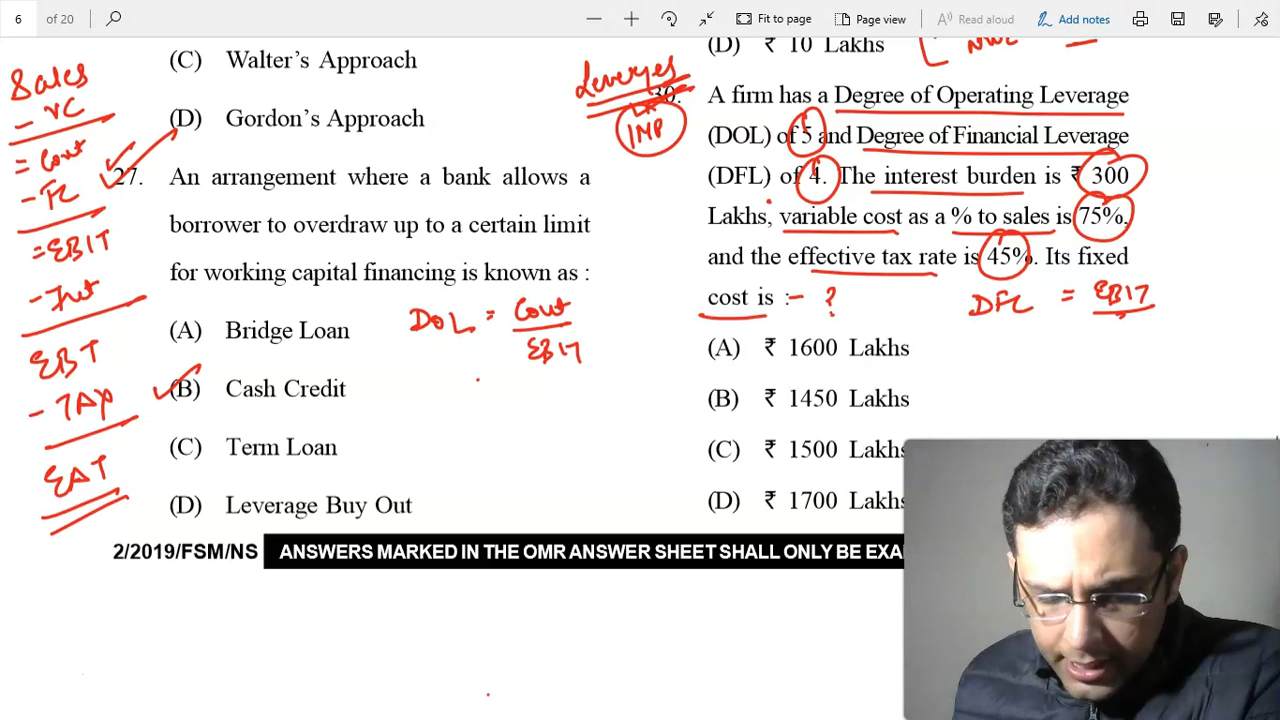 6 of 20 Fit to page Page view Read aloud Add notes
Sales
- VC
= Cont
- FC
= EBIT
- Int
EBT
- TAX
EAT
(C) Walter's Approach
(D) Gordon's Approach
27. An arrangement where a bank allows a
borrower to overdraw up to a certain limit
for working capital financing is known as :
(A) Bridge Loan
(B) Cash Credit
(C) Term Loan
(D) Leverage Buy Out
DOL = Cont
EBIT
(D) ₹ 10 Lakhs
NWC
Leverages
IMP
30. A firm has a Degree of Operating Leverage
(DOL) of 5 and Degree of Financial Leverage
(DFL) of 4. The interest burden is ₹ 300
Lakhs, variable cost as a % to sales is 75%,
and the effective tax rate is 45%. Its fixed
cost is :- ?
DFL = EBIT
(A) ₹ 1600 Lakhs
(B) ₹ 1450 Lakhs
(C) ₹ 1500 Lakhs
(D) ₹ 1700 Lakhs
2/2019/FSM/NS ANSWERS MARKED IN THE OMR ANSWER SHEET SHALL ONLY BE EXA